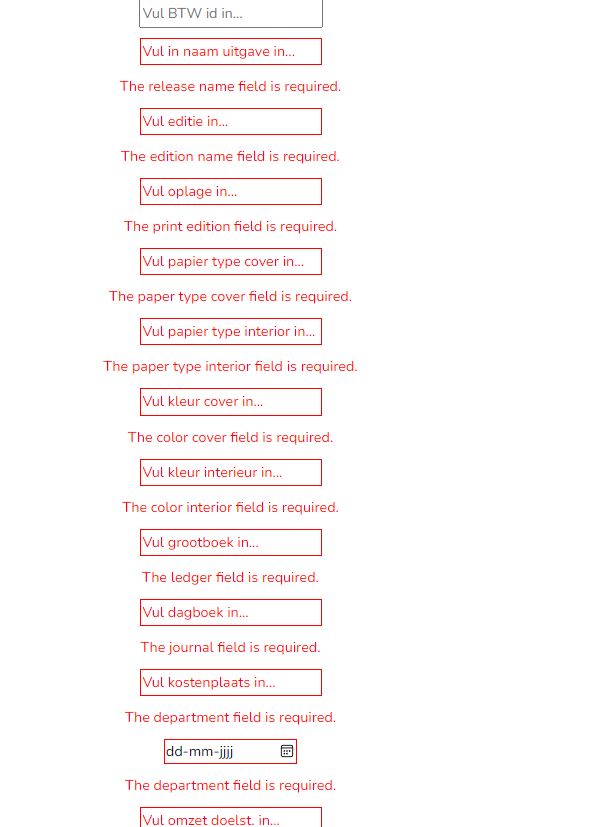 Vul BTW id in...
Vul in naam uitgave in...
The release name field is required.
Vul editie in...
The edition name field is required.
Vul oplage in...
The print edition field is required.
Vul papier type cover in...
The paper type cover field is required.
Vul papier type interior in...
The paper type interior field is required.
Vul kleur cover in...
The color cover field is required.
Vul kleur interieur in...
The color interior field is required.
Vul grootboek in...
The ledger field is required.
Vul dagboek in...
The journal field is required.
Vul kostenplaats in...
The department field is required.
dd-mm-jjjj
The department field is required.
Vul omzet doelst. in...